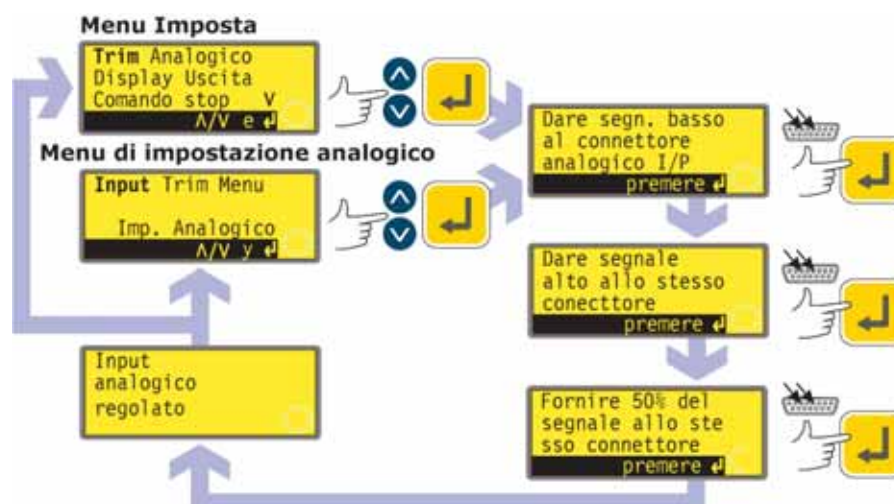 Menu Imposta
Trim Analogico
Display Uscita
Comando stop V
Λ/V e ↲
Menu di impostazione analogico
Input Trim Menu
Imp. Analogico
Λ/V y ↲
Dare segn. basso
al connettore
analogico I/P
premere ↲
Dare segnale
alto allo stesso
conecttore
premere ↲
Fornire 50% del
segnale allo ste
sso connettore
premere ↲
Input
analogico
regolato